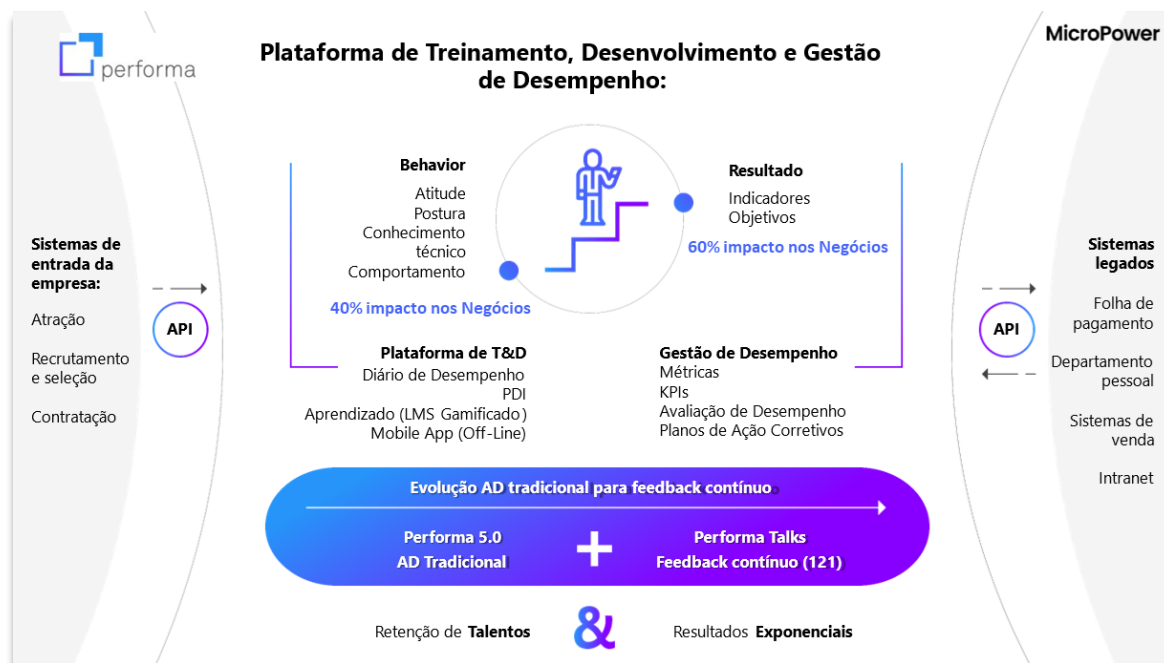 performa
MicroPower
Plataforma de Treinamento, Desenvolvimento e Gestão
de Desempenho:
Sistemas de
entrada da
empresa:
Atração
Recrutamento
e seleção
Contratação
API
Behavior
Atitude
Postura
Conhecimento
técnico
Comportamento
40% impacto nos Negócios
Resultado
Indicadores
Objetivos
60% impacto nos Negócios
Plataforma de T&D
Diário de Desempenho
PDI
Aprendizado (LMS Gamificado)
Mobile App (Off-Line)
Gestão de Desempenho
Métricas
KPIs
Avaliação de Desempenho
Planos de Ação Corretivos
API
Sistemas
legados
Folha de
pagamento
Departamento
pessoal
Sistemas de
venda
Intranet
Evolução AD tradicional para feedback contínuo
Performa 5.0
AD Tradicional
+
Performa Talks
Feedback contínuo (121)
Retenção de Talentos
&
Resultados Exponenciais